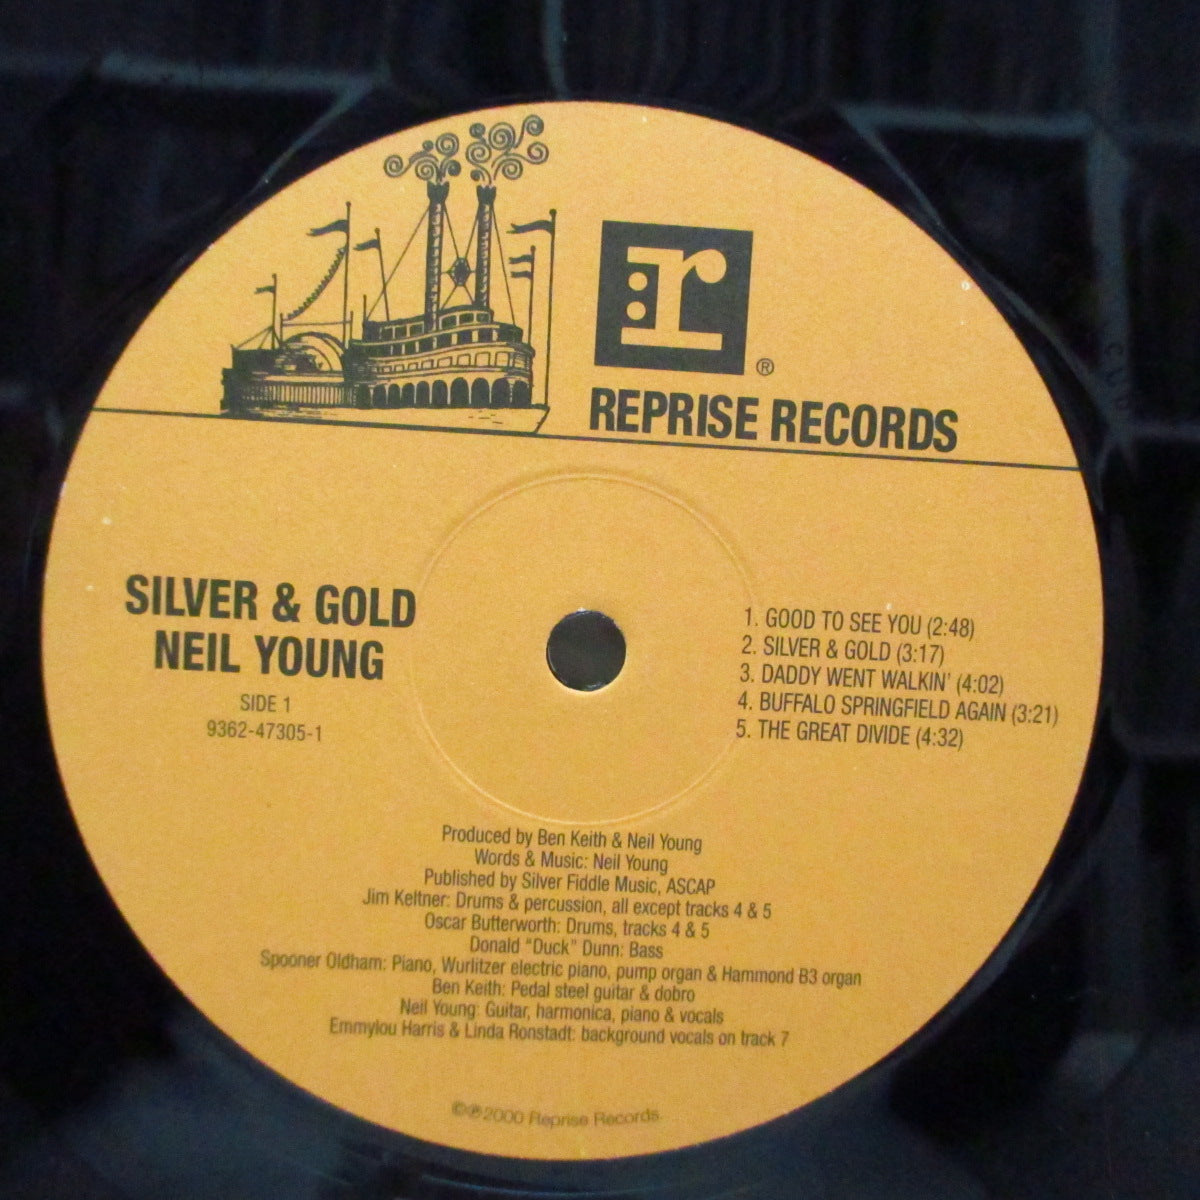 r
®
REPRISE RECORDS
SILVER & GOLD
NEIL YOUNG
SIDE 1
9362-47305-1
1. GOOD TO SEE YOU (2:48)
2. SILVER & GOLD (3:17)
3. DADDY WENT WALKIN' (4:02)
4. BUFFALO SPRINGFIELD AGAIN (3:21)
5. THE GREAT DIVIDE (4:32)
Produced by Ben Keith & Neil Young
Words & Music: Neil Young
Published by Silver Fiddle Music, ASCAP
Jim Keltner: Drums & percussion, all except tracks 4 & 5
Oscar Butterworth: Drums, tracks 4 & 5
Donald "Duck" Dunn: Bass
Spooner Oldham: Piano, Wurlitzer electric piano, pump organ & Hammond B3 organ
Ben Keith: Pedal steel guitar & dobro
Neil Young: Guitar, harmonica, piano & vocals
Emmylou Harris & Linda Ronstadt: background vocals on track 7
©℗2000 Reprise Records.